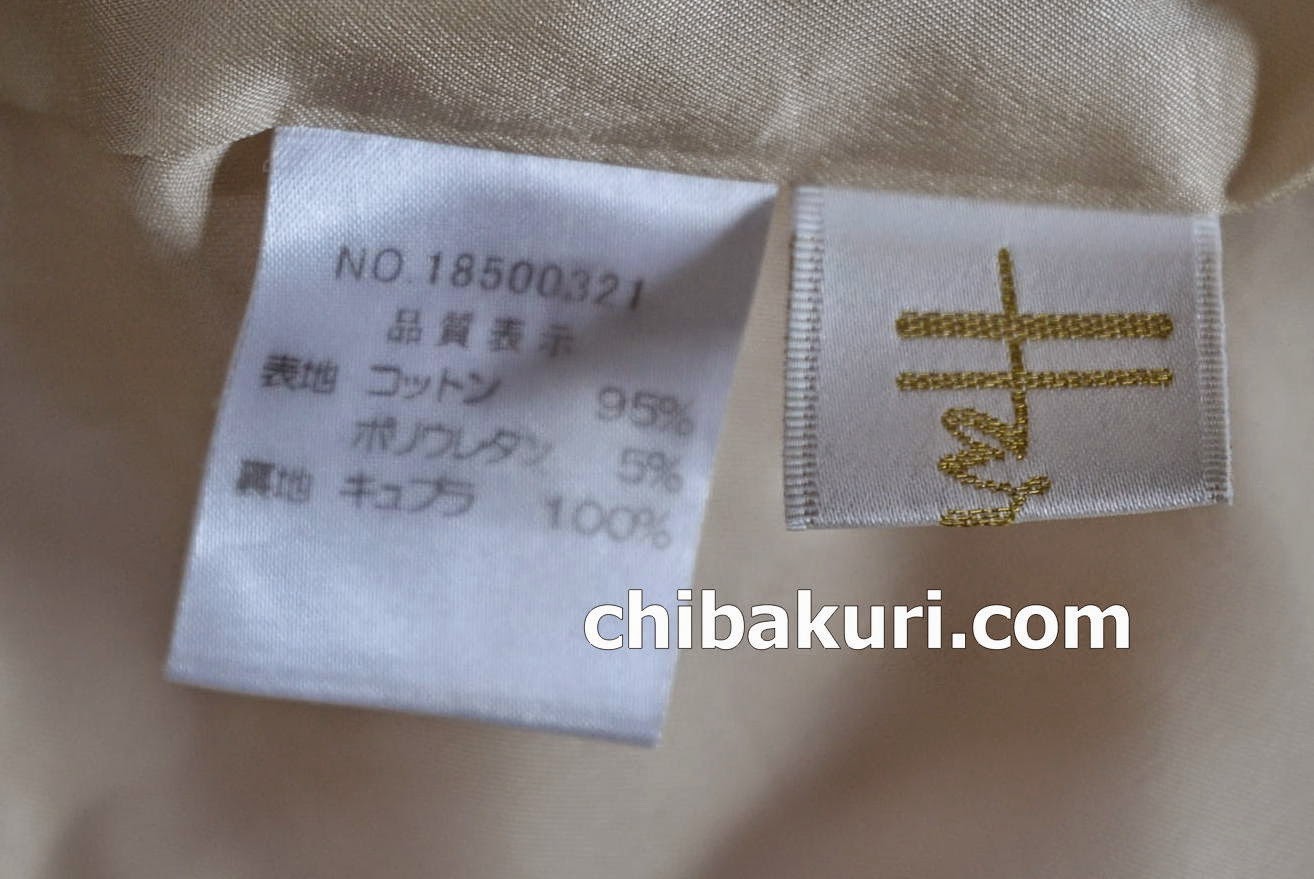 NO.18500321
品質表示
表地 コットン 95%
ポリウレタン 5%
裏地 キュプラ 100%
chibakuri.com